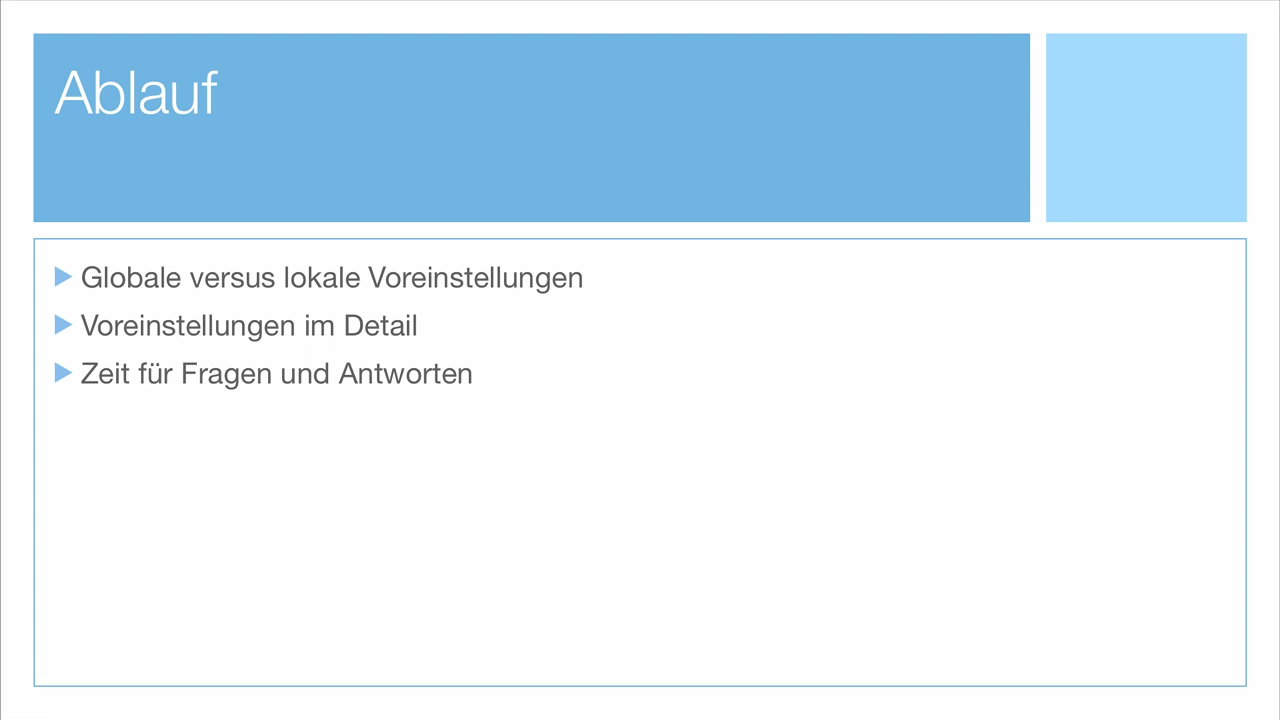 Ablauf
Globale versus lokale Voreinstellungen
Voreinstellungen im Detail
Zeit für Fragen und Antworten